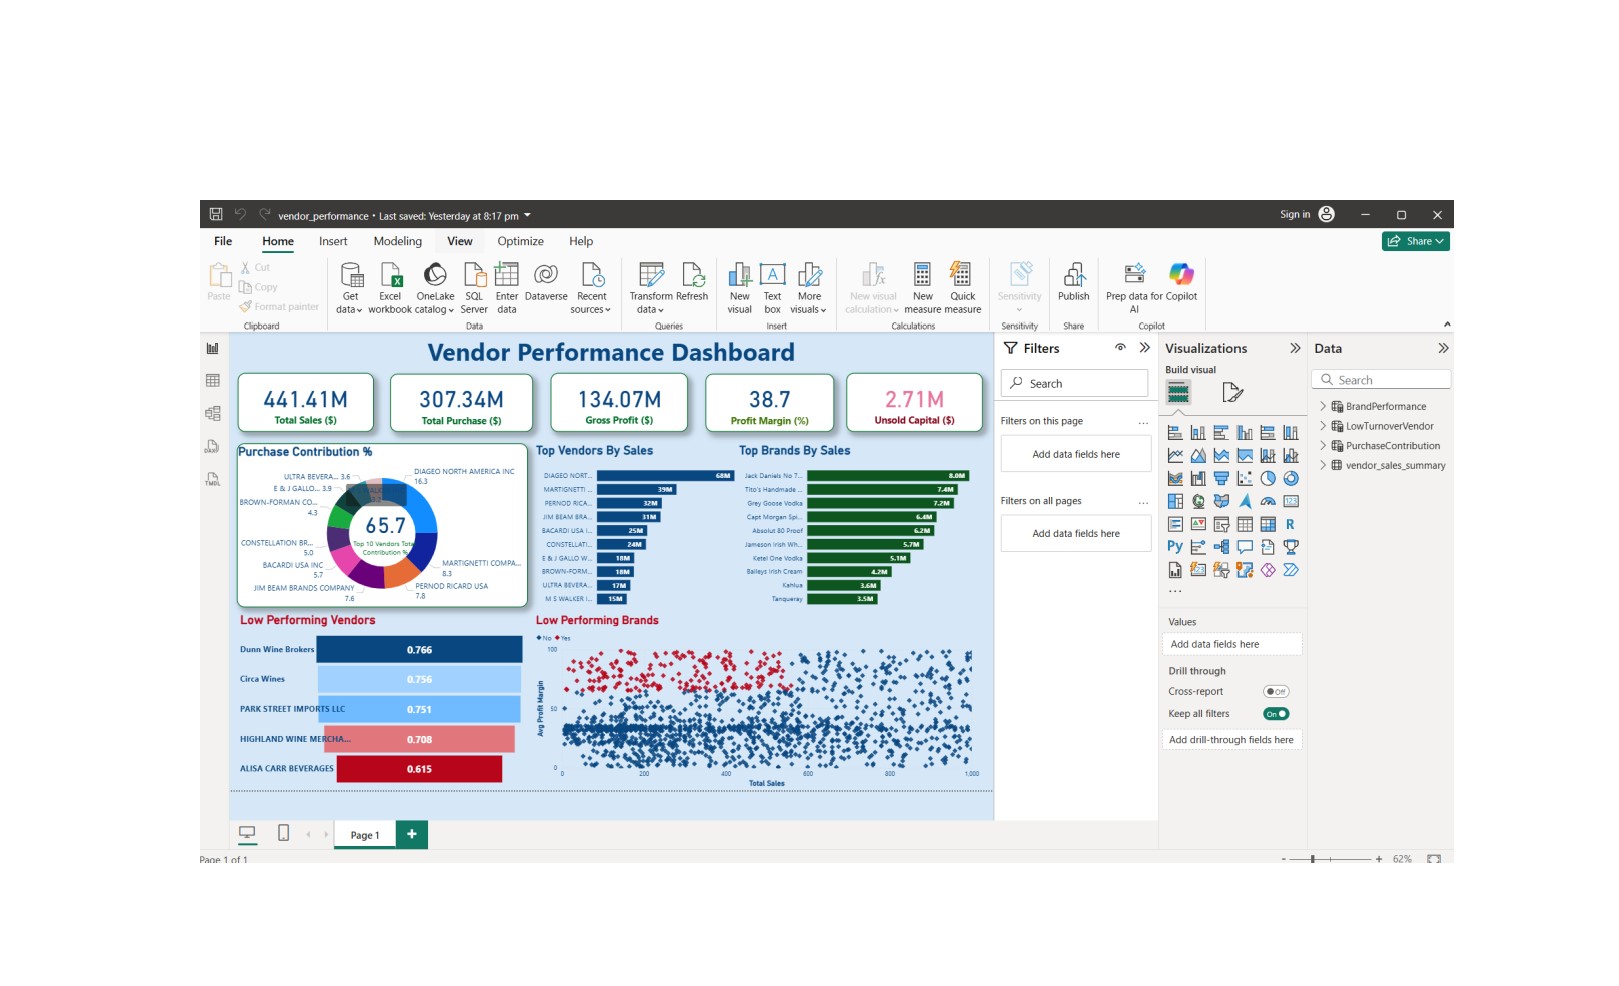 vendor_performance • Last saved: Yesterday at 8:17 pm
Sign in
File Home Insert Modeling View Optimize Help
Share
Paste
Cut
Copy
Format painter
Clipboard
Get data
Excel workbook
OneLake catalog
SQL Server
Enter data
Dataverse
Recent sources
Data
Transform data
Refresh
Queries
New visual
Text box
More visuals
Insert
New visual calculation
New measure
Quick measure
Calculations
Sensitivity
Sensitivity
Publish
Share
Prep data for AI
Copilot
Copilot
Vendor Performance Dashboard
441.41M
Total Sales ($)
307.34M
Total Purchase ($)
134.07M
Gross Profit ($)
38.7
Profit Margin (%)
2.71M
Unsold Capital ($)
Purchase Contribution %
DIAGEO NORTH AMERICA INC
16.3
ULTRA BEVERA... 3.6
E & J GALLO... 3.9
BROWN-FORMAN CO...
4.3
CONSTELLATION BR...
5.0
BACARDI USA INC
5.7
JIM BEAM BRANDS COMPANY
7.6
PERNOD RICARD USA
7.8
MARTIGNETTI COMPA...
8.3
65.7
Top 10 Vendors Tota
Contribution %
Top Vendors By Sales
DIAGEO NORT... 68M
MARTIGNETTI ... 39M
PERNOD RICA... 32M
JIM BEAM BRA... 31M
BACARDI USA I... 25M
CONSTELLATI... 24M
E & J GALLO W... 18M
BROWN-FORM... 18M
ULTRA BEVERA... 17M
M S WALKER I... 15M
Top Brands By Sales
Jack Daniels No 7... 8.0M
Tito's Handmade ... 7.4M
Grey Goose Vodka 7.2M
Capt Morgan Spi... 6.4M
Absolut 80 Proof 6.2M
Jameson Irish Wh... 5.7M
Ketel One Vodka 5.1M
Baileys Irish Cream 4.2M
Kahlua 3.6M
Tanqueray 3.5M
Low Performing Vendors
Dunn Wine Brokers 0.766
Circa Wines 0.756
PARK STREET IMPORTS LLC 0.751
HIGHLAND WINE MERCHA... 0.708
ALISA CARR BEVERAGES 0.615
Low Performing Brands
No Yes
100
50
0
Avg Profit Margin
0 200 400 600 800 1,000
Total Sales
Filters
Search
Filters on this page ...
Add data fields here
Filters on all pages ...
Add data fields here
Visualizations
Build visual
123
R
Py
...
Values
Add data fields here
Drill through
Cross-report Off
Keep all filters On
Add drill-through fields here
Data
Search
BrandPerformance
LowTurnoverVendor
PurchaseContribution
vendor_sales_summary
DAX
TMDL
Page 1 +
Page 1 of 1
- + 62%